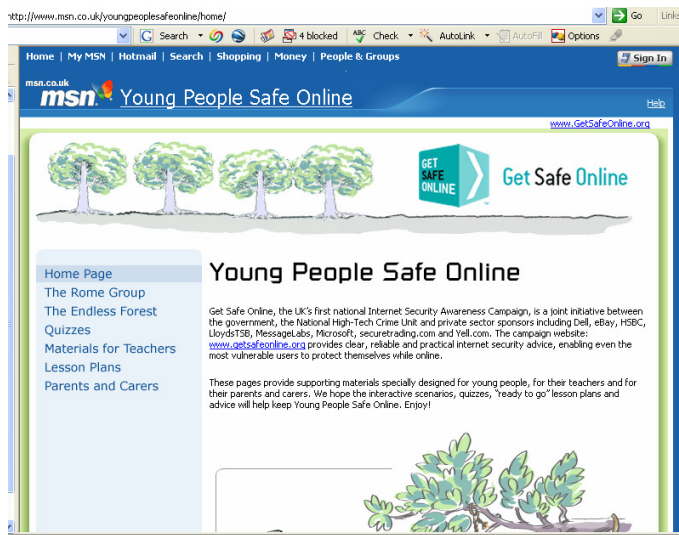 http://www.msn.co.uk/youngpeoplesafeonline/home/
Go Links
G Search 4 blocked ABC Check AutoLink AutoFill Options
Home | My MSN | Hotmail | Search | Shopping | Money | People & Groups
Sign In
msn.co.uk
msn Young People Safe Online
Help
www.GetSafeOnline.org
GET
SAFE
ONLINE
Get Safe Online
Home Page
The Rome Group
The Endless Forest
Quizzes
Materials for Teachers
Lesson Plans
Parents and Carers
Young People Safe Online
Get Safe Online, the UK's first national Internet Security Awareness Campaign, is a joint initiative between
the government, the National High-Tech Crime Unit and private sector sponsors including Dell, eBay, HSBC,
LloydsTSB, MessageLabs, Microsoft, securetrading.com and Yell.com. The campaign website:
www.getsafeonline.org provides clear, reliable and practical internet security advice, enabling even the
most vulnerable users to protect themselves while online.
These pages provide supporting materials specially designed for young people, for their teachers and for
their parents and carers. We hope the interactive scenarios, quizzes, "ready to go" lesson plans and
advice will help keep Young People Safe Online. Enjoy!